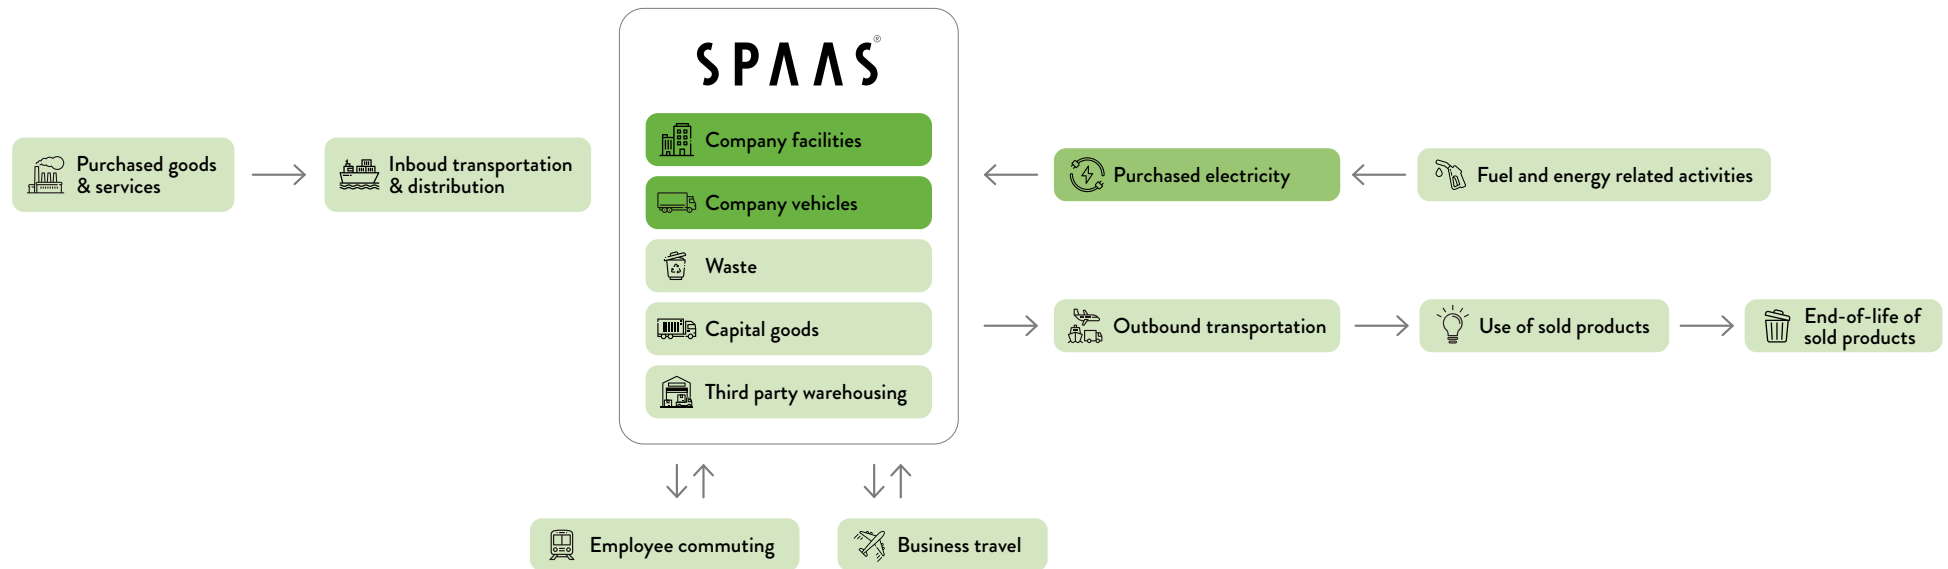 SPAAS®
Company facilities
Company vehicles
Waste
Capital goods
Third party warehousing
Purchased goods
& services
Inboud transportation
& distribution
Purchased electricity
Fuel and energy related activities
Outbound transportation
Use of sold products
End-of-life of
sold products
Employee commuting
Business travel